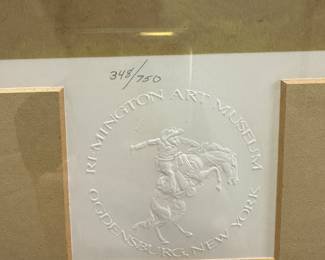 348/750
REMINGTON ART MUSEUM
OGDENSBURG, NEW YORK